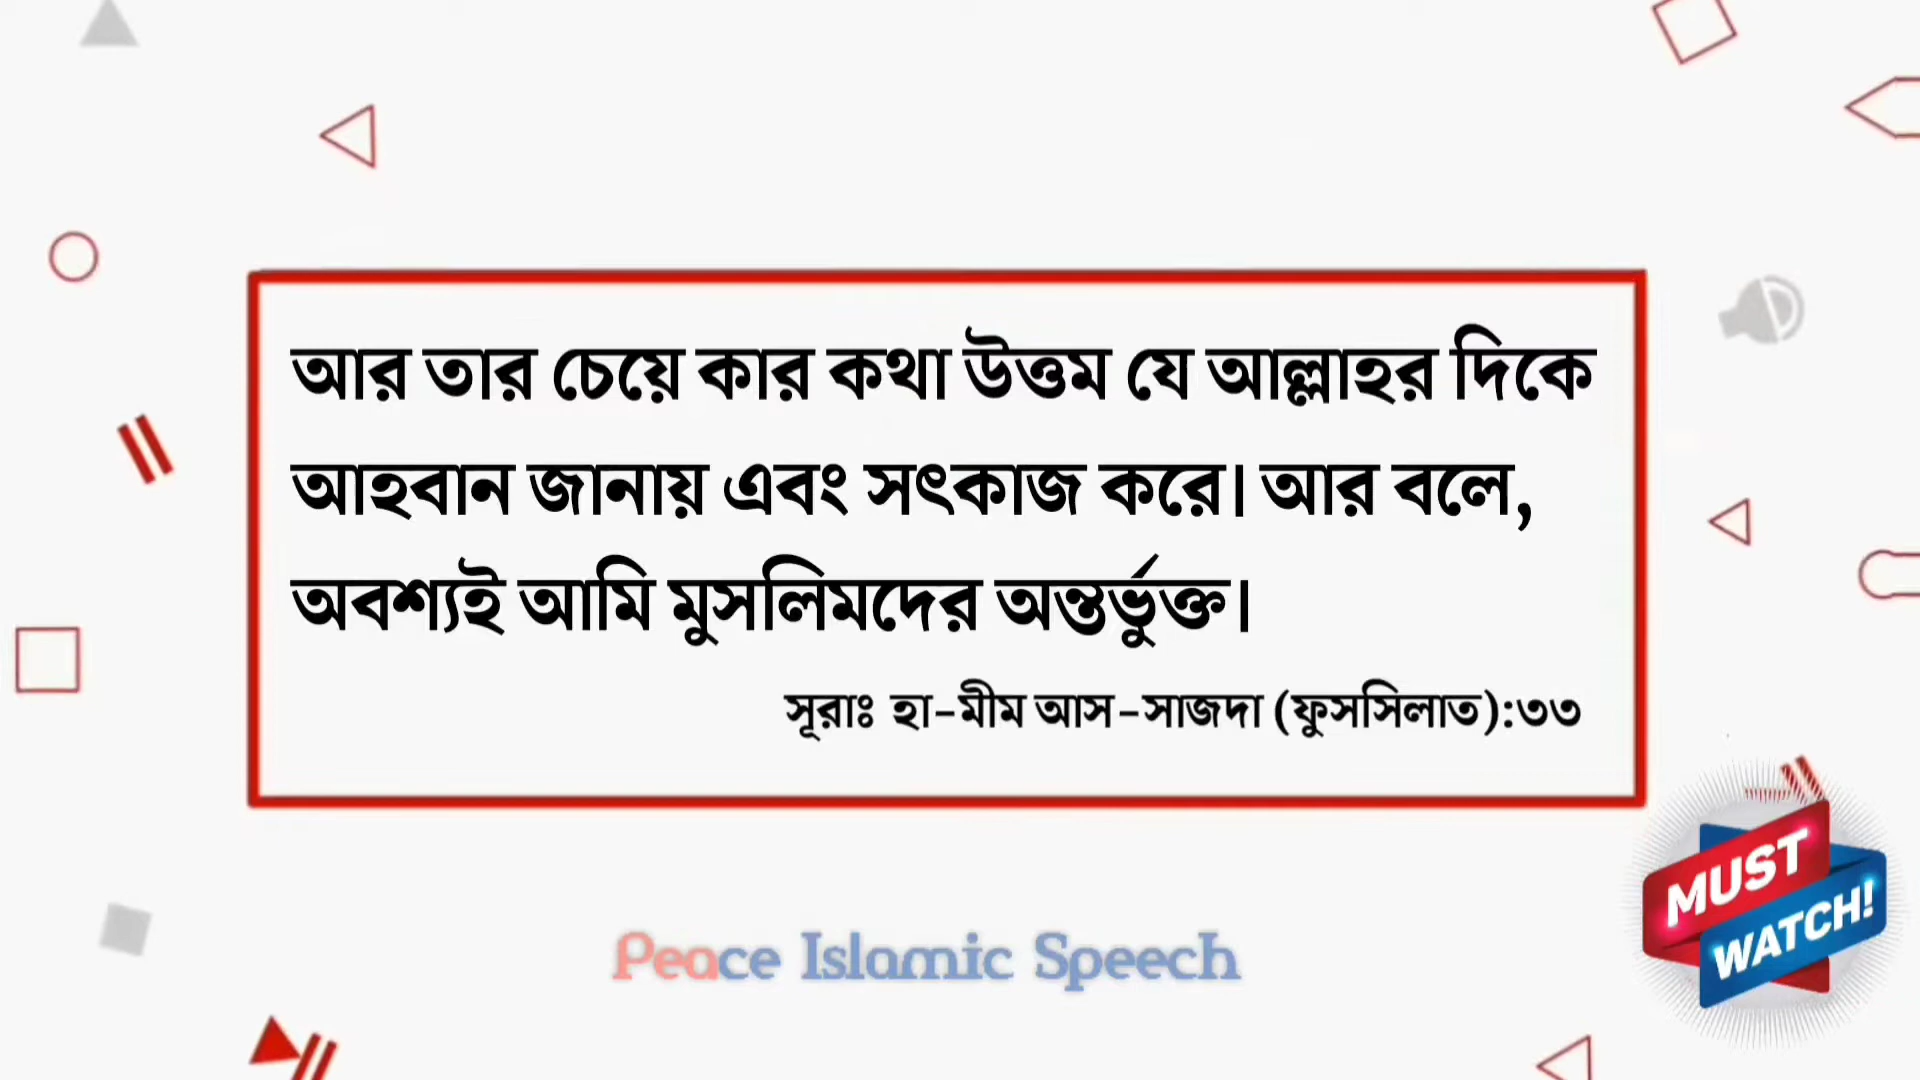 আর তার চেয়ে কার কথা উত্তম যে আল্লাহর দিকে
আহবান জানায় এবং সৎকাজ করে। আর বলে,
অবশ্যই আমি মুসলিমদের অন্তর্ভুক্ত।
সূরাঃ হা-মীম আস-সাজদা (ফুসসিলাত):৩৩
MUST
WATCH!
Peace Islamic Speech